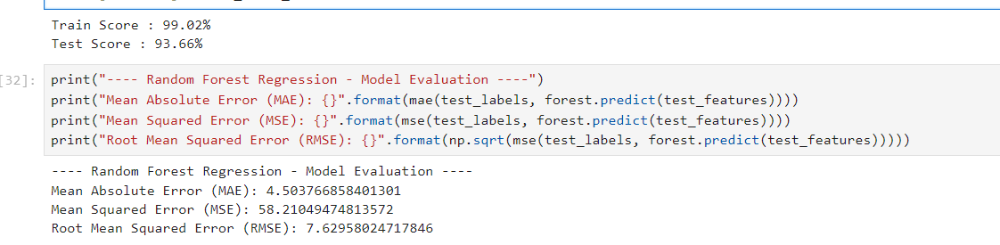 Train Score : 99.02%
Test Score : 93.66%
[32]:
print("---- Random Forest Regression - Model Evaluation ----")
print("Mean Absolute Error (MAE): {}".format(mae(test_labels, forest.predict(test_features))))
print("Mean Squared Error (MSE): {}".format(mse(test_labels, forest.predict(test_features))))
print("Root Mean Squared Error (RMSE): {}".format(np.sqrt(mse(test_labels, forest.predict(test_features)))))
---- Random Forest Regression - Model Evaluation ----
Mean Absolute Error (MAE): 4.503766858401301
Mean Squared Error (MSE): 58.21049474813572
Root Mean Squared Error (RMSE): 7.62958024717846